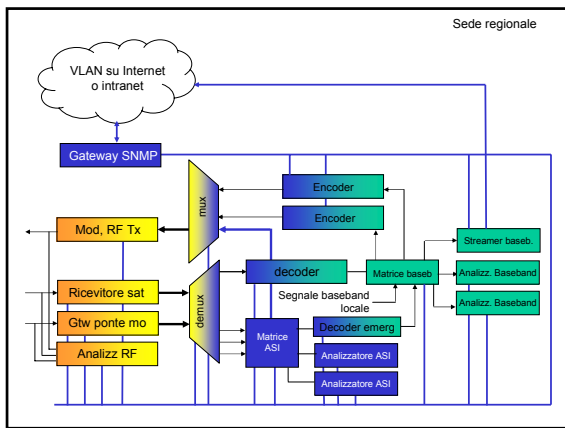 Sede regionale
VLAN su Internet
o intranet
Gateway SNMP
mux
Encoder
Encoder
Mod, RF Tx
Streamer baseb.
decoder
Matrice baseb
Analizz. Baseband
Segnale baseband
locale
Analizz. Baseband
Ricevitore sat
demux
Gtw ponte mo
Matrice
ASI
Decoder emerg
Analizz RF
Analizzatore ASI
Analizzatore ASI